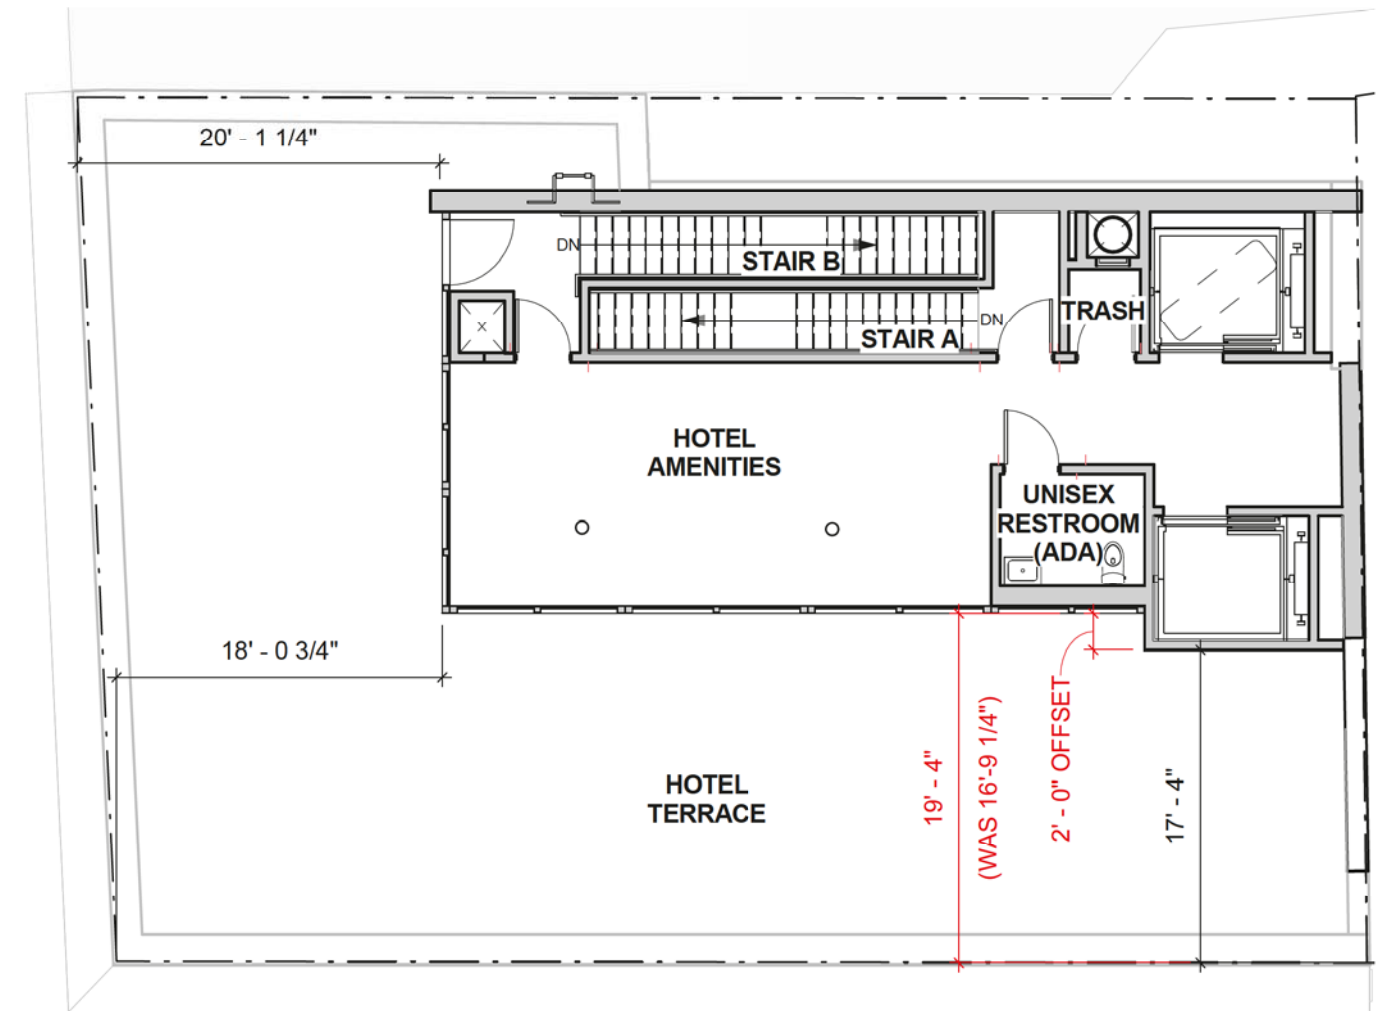 20' - 1 1/4"
DN
STAIR B
TRASH
DN
STAIR A
X
HOTEL
AMENITIES
UNISEX
RESTROOM
(ADA)
18' - 0 3/4"
19' - 4"
(WAS 16'-9 1/4")
2' - 0" OFFSET
17' - 4"
HOTEL
TERRACE